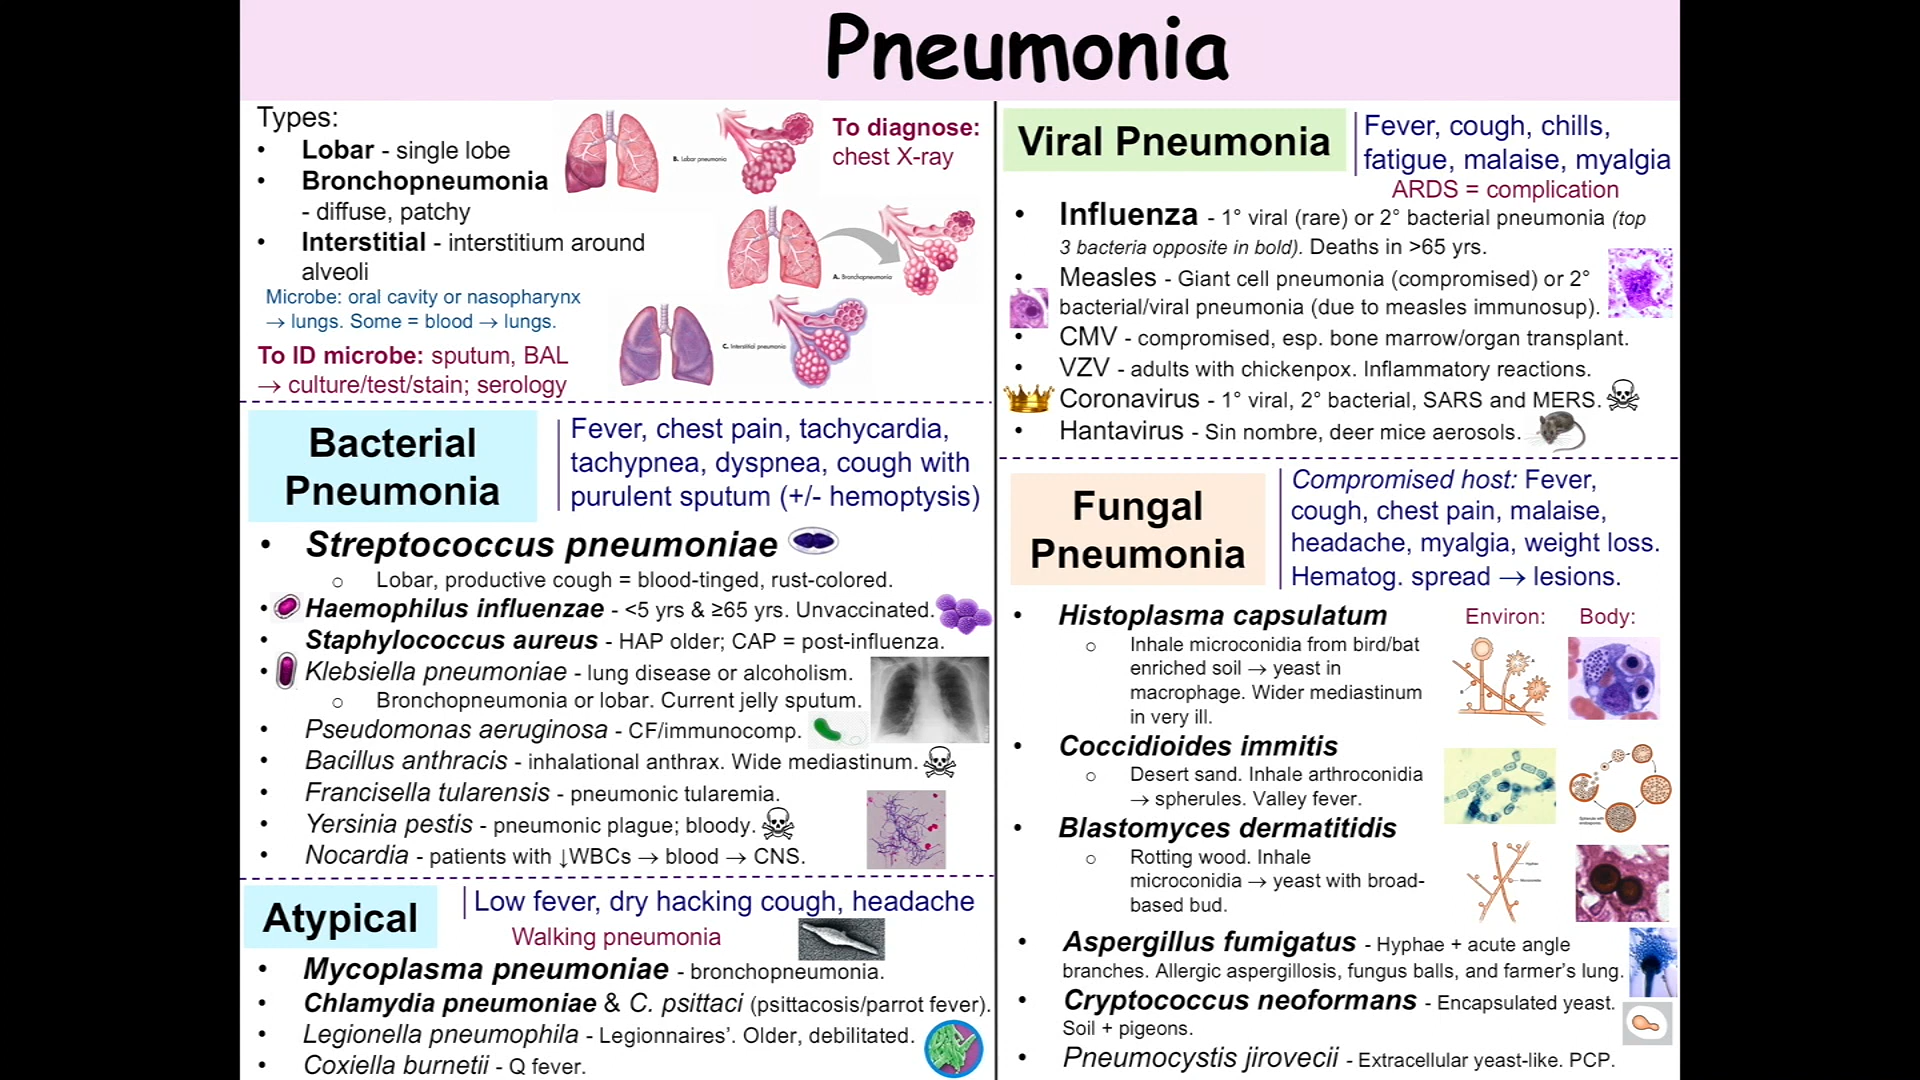 Pneumonia
Types:
• Lobar - single lobe
• Bronchopneumonia
- diffuse, patchy
• Interstitial - interstitium around
alveoli
Microbe: oral cavity or nasopharynx
→ lungs. Some = blood → lungs.
To ID microbe: sputum, BAL
→ culture/test/stain; serology
B. Lobar pneumonia
A. Bronchopneumonia
C. Interstitial pneumonia
To diagnose:
chest X-ray
Bacterial
Pneumonia
Fever, chest pain, tachycardia,
tachypnea, dyspnea, cough with
purulent sputum (+/- hemoptysis)
• Streptococcus pneumoniae
o Lobar, productive cough = blood-tinged, rust-colored.
• Haemophilus influenzae - <5 yrs & ≥65 yrs. Unvaccinated.
• Staphylococcus aureus - HAP older; CAP = post-influenza.
• Klebsiella pneumoniae - lung disease or alcoholism.
o Bronchopneumonia or lobar. Current jelly sputum.
• Pseudomonas aeruginosa - CF/immunocomp.
• Bacillus anthracis - inhalational anthrax. Wide mediastinum.
• Francisella tularensis - pneumonic tularemia.
• Yersinia pestis - pneumonic plague; bloody.
• Nocardia - patients with ↓WBCs → blood → CNS.
Atypical
Low fever, dry hacking cough, headache
Walking pneumonia
• Mycoplasma pneumoniae - bronchopneumonia.
• Chlamydia pneumoniae & C. psittaci (psittacosis/parrot fever).
• Legionella pneumophila - Legionnaires’. Older, debilitated.
• Coxiella burnetii - Q fever.
Viral Pneumonia
Fever, cough, chills,
fatigue, malaise, myalgia
ARDS = complication
• Influenza - 1° viral (rare) or 2° bacterial pneumonia (top
3 bacteria opposite in bold). Deaths in >65 yrs.
• Measles - Giant cell pneumonia (compromised) or 2°
bacterial/viral pneumonia (due to measles immunosup).
• CMV - compromised, esp. bone marrow/organ transplant.
• VZV - adults with chickenpox. Inflammatory reactions.
Coronavirus - 1° viral, 2° bacterial, SARS and MERS.
• Hantavirus - Sin nombre, deer mice aerosols.
Fungal
Pneumonia
Compromised host: Fever,
cough, chest pain, malaise,
headache, myalgia, weight loss.
Hematog. spread → lesions.
• Histoplasma capsulatum
Environ: Body:
o Inhale microconidia from bird/bat
enriched soil → yeast in
macrophage. Wider mediastinum
in very ill.
• Coccidioides immitis
o Desert sand. Inhale arthroconidia
→ spherules. Valley fever.
• Blastomyces dermatitidis
o Rotting wood. Inhale
microconidia → yeast with broad-
based bud.
• Aspergillus fumigatus - Hyphae + acute angle
branches. Allergic aspergillosis, fungus balls, and farmer’s lung.
• Cryptococcus neoformans - Encapsulated yeast.
Soil + pigeons.
• Pneumocystis jirovecii - Extracellular yeast-like. PCP.